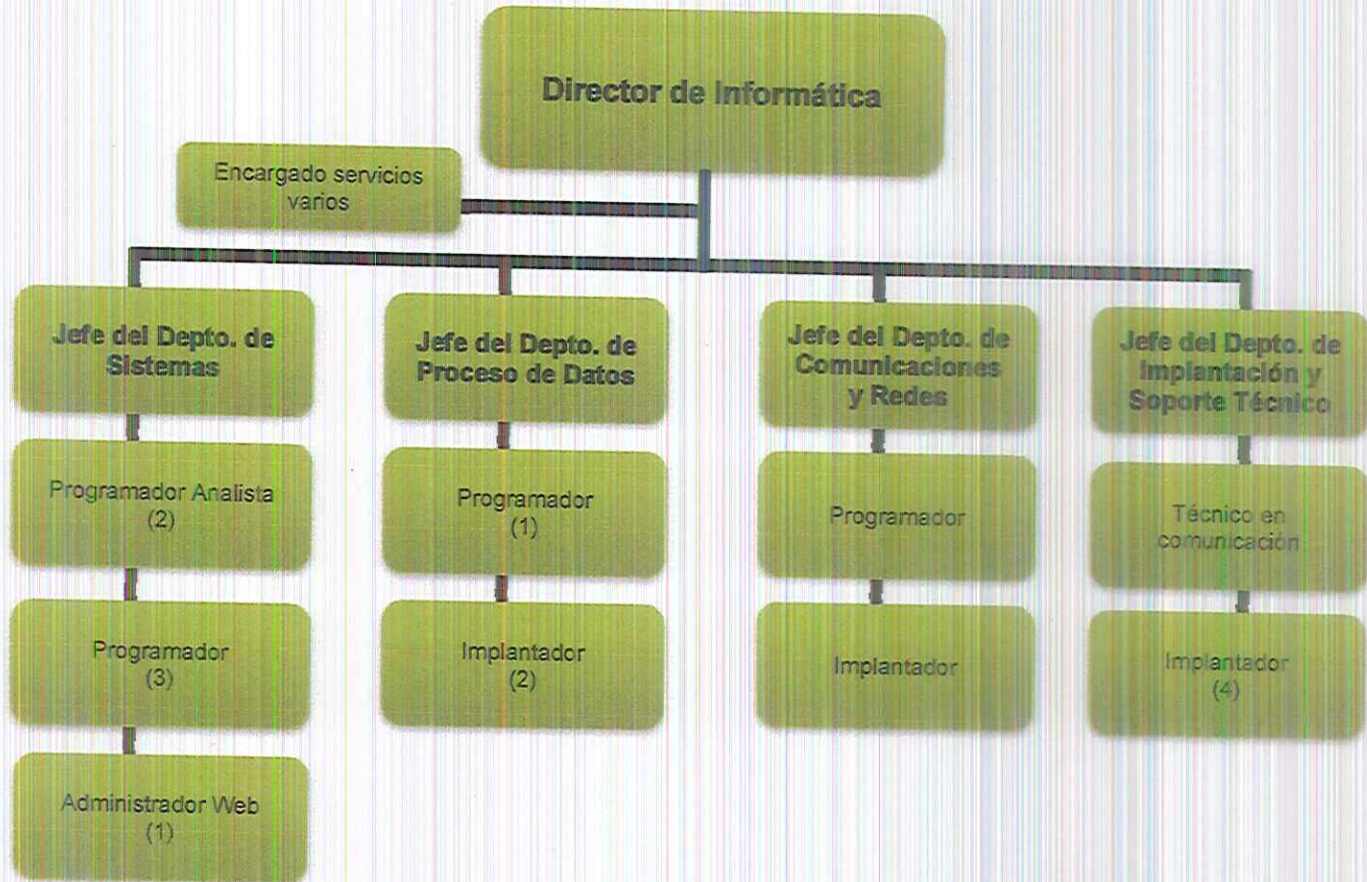 Director de Informática
Encargado servicios
varios
Jefe del Depto. de
Sistemas
Jefe del Depto. de
Proceso de Datos
Jefe del Depto. de
Comunicaciones
y Redes
Jefe del Depto. de
Implantación y
Soporte Técnico
Programador Analista
(2)
Programador
(1)
Programador
Técnico en
comunicación
Programador
(3)
Implantador
(2)
Implantador
Implantador
(4)
Administrador Web
(1)